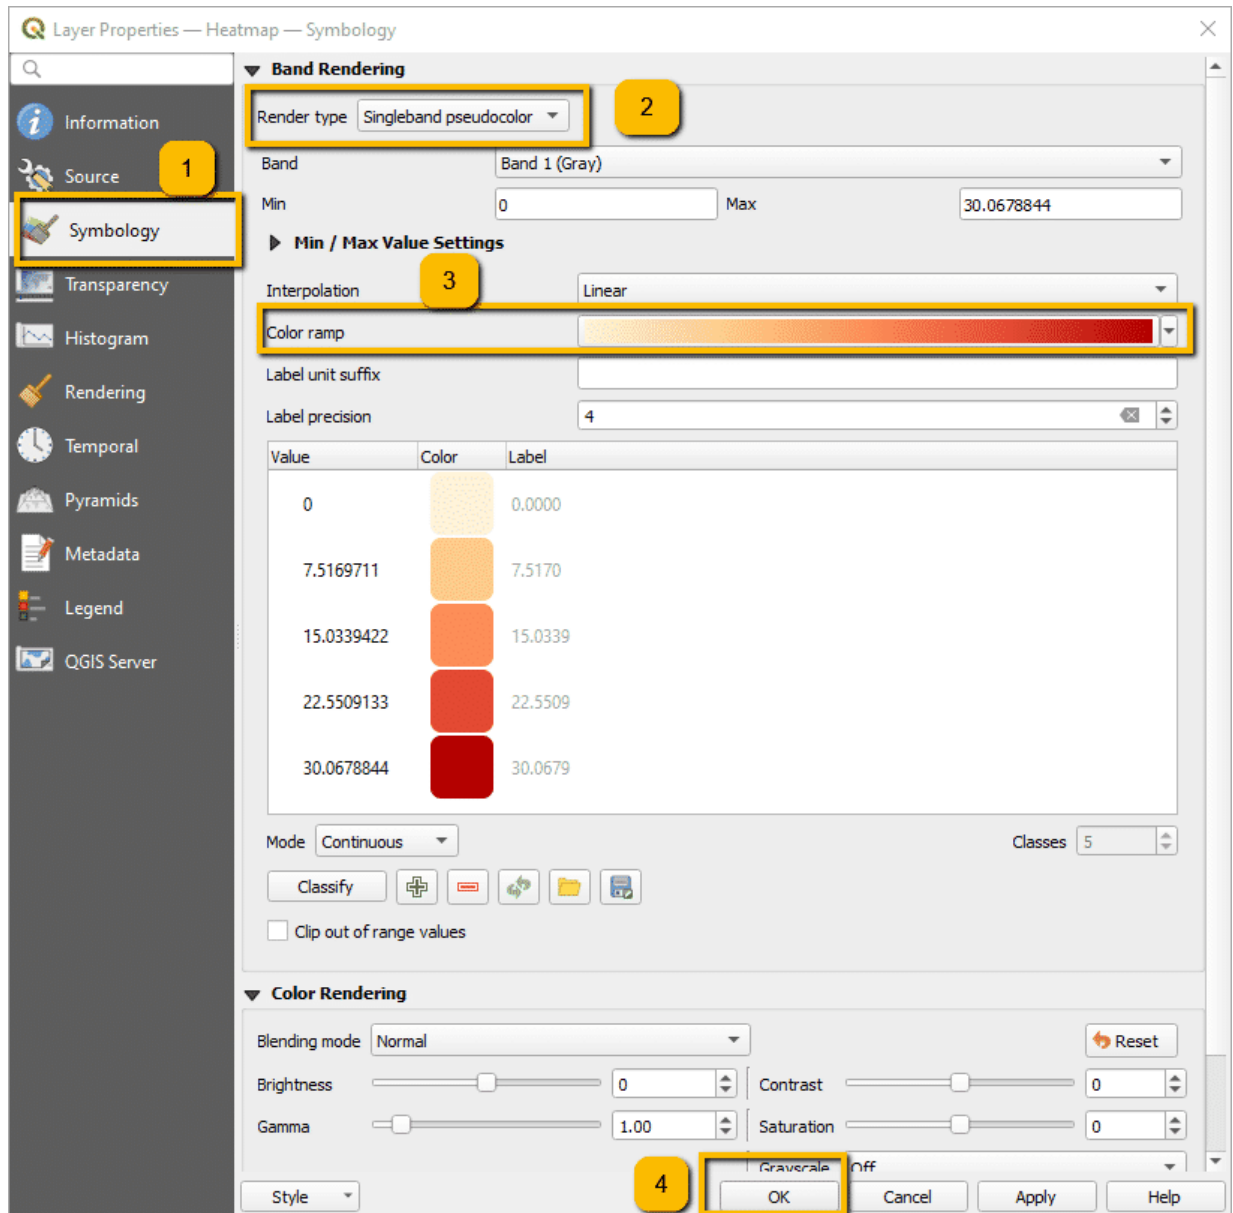 Layer Properties — Heatmap — Symbology
Information
Source
1
Symbology
Transparency
Histogram
Rendering
Temporal
Pyramids
Metadata
Legend
QGIS Server
Band Rendering
Render type Singleband pseudocolor 2
Band Band 1 (Gray)
Min 0 Max 30.0678844
Min / Max Value Settings
3
Interpolation Linear
Color ramp
Label unit suffix
Label precision 4
Value Color Label
0 0.0000
7.5169711 7.5170
15.0339422 15.0339
22.5509133 22.5509
30.0678844 30.0679
Mode Continuous Classes 5
Classify
Clip out of range values
Color Rendering
Blending mode Normal Reset
Brightness 0 Contrast 0
Gamma 1.00 Saturation 0
Grayscale Off
Style 4 OK Cancel Apply Help